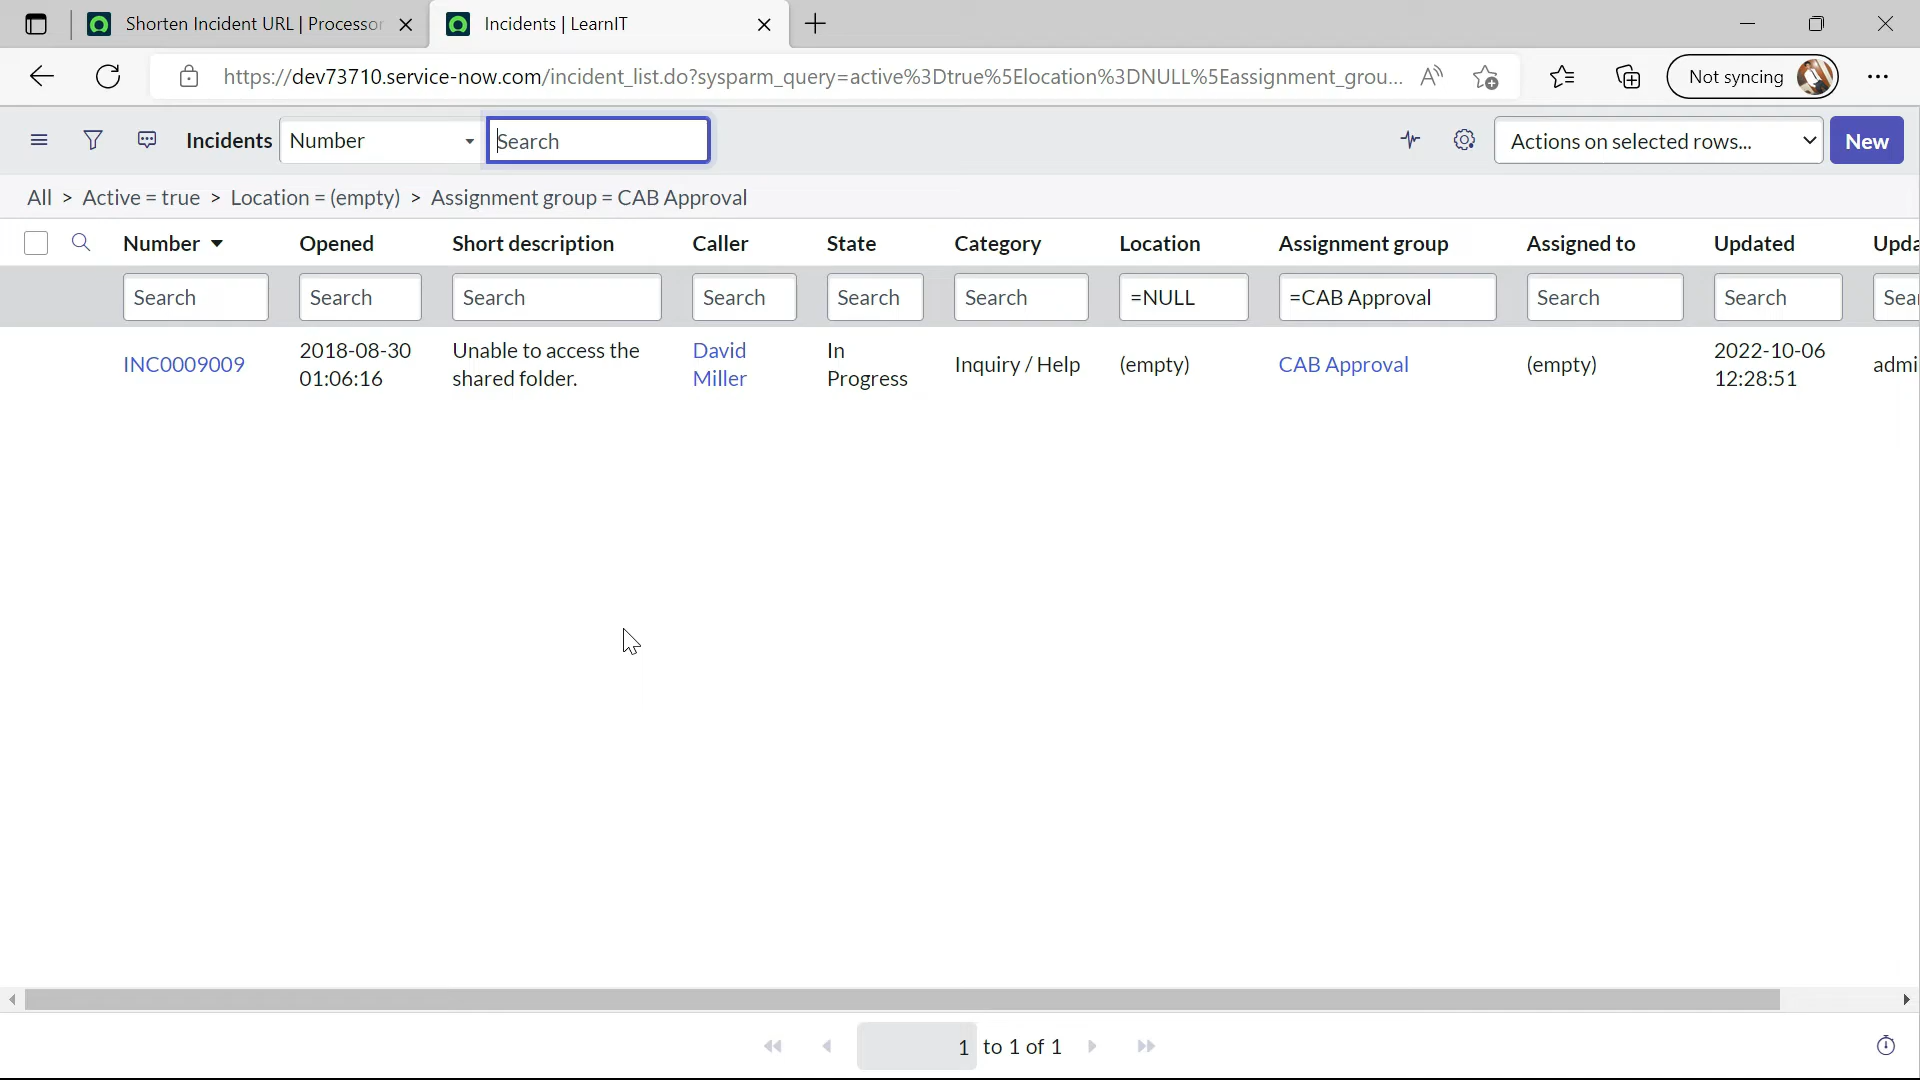 Shorten Incident URL | Processor
Incidents | LearnIT
https://dev73710.service-now.com/incident_list.do?sysparm_query=active%3Dtrue%5Elocation%3DNULL%5Eassignment_grou...
Not syncing
Incidents Number Search Actions on selected rows... New
All > Active = true > Location = (empty) > Assignment group = CAB Approval
Number Opened Short description Caller State Category Location Assignment group Assigned to Updated Upda
Search Search Search Search Search Search =NULL =CAB Approval Search Search Sea
INC0009009 2018-08-30 01:06:16 Unable to access the shared folder. David Miller In Progress Inquiry / Help (empty) CAB Approval (empty) 2022-10-06 12:28:51 admi
1 to 1 of 1